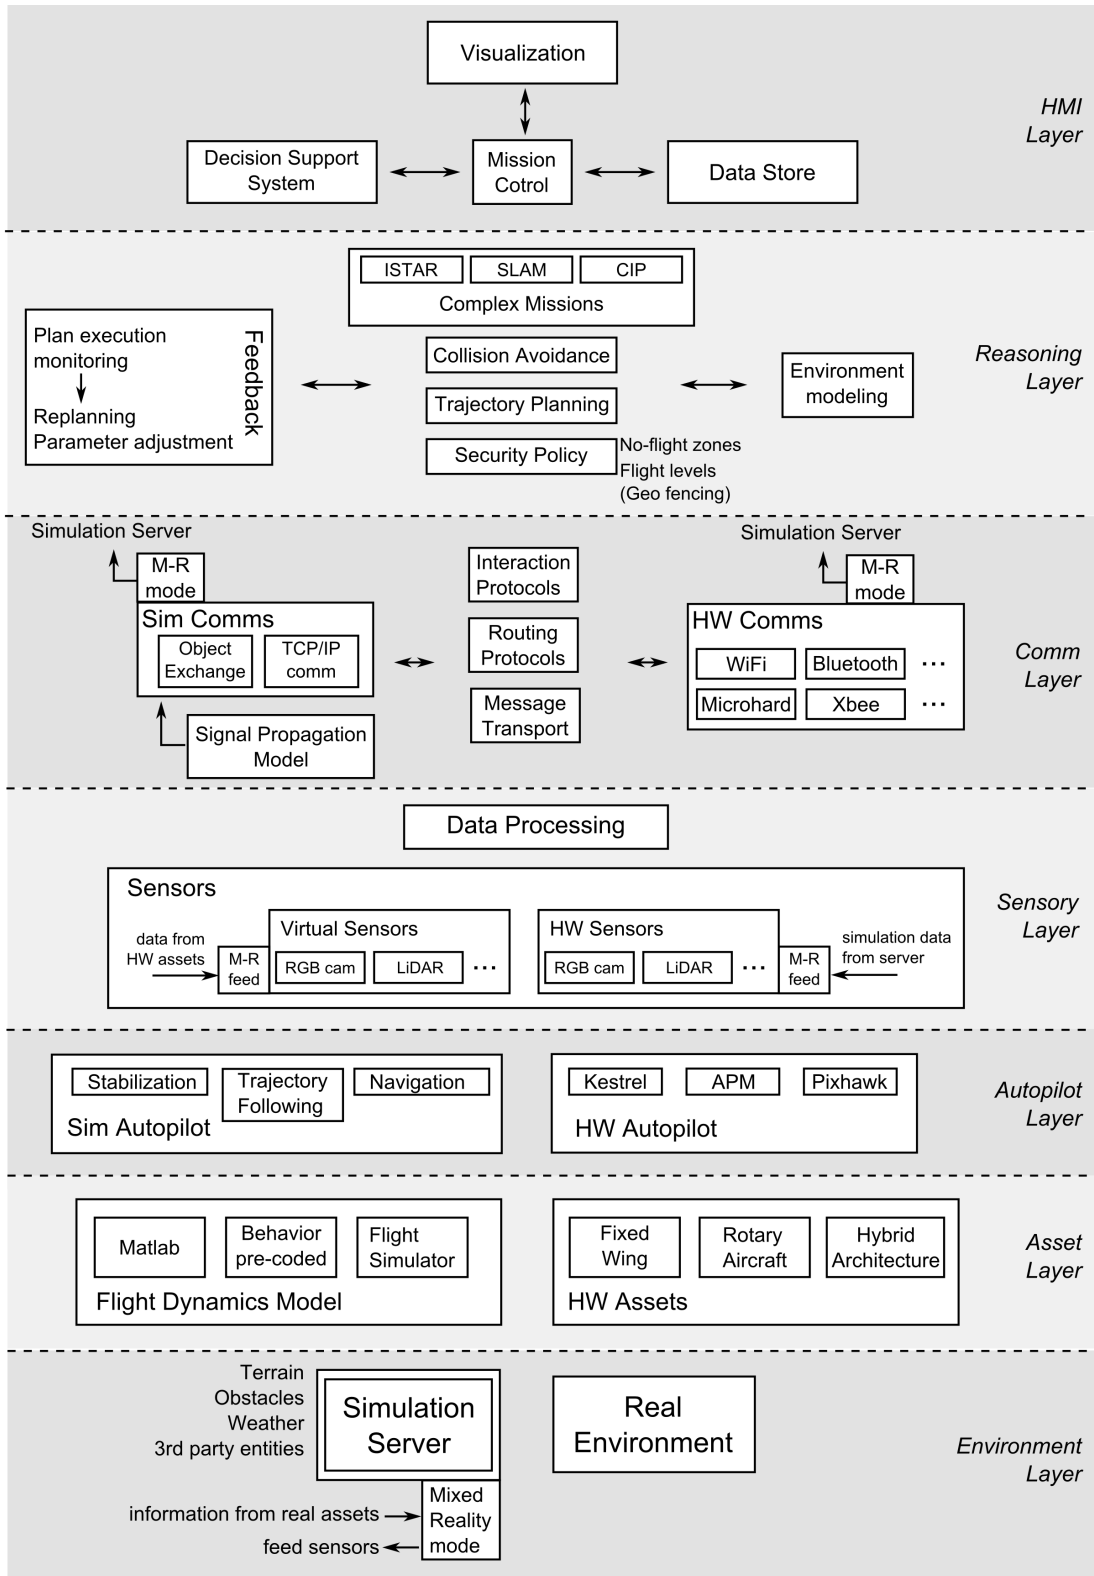 Visualization
HMI
Layer
Decision Support
System
Mission
Cotrol
Data Store
ISTAR
SLAM
CIP
Complex Missions
Plan execution
monitoring
Replanning
Parameter adjustment
Feedback
Collision Avoidance
Trajectory Planning
Security Policy
No-flight zones
Flight levels
(Geo fencing)
Environment
modeling
Reasoning
Layer
Simulation Server
M-R
mode
Sim Comms
Object
Exchange
TCP/IP
comm
Signal Propagation
Model
Interaction
Protocols
Routing
Protocols
Message
Transport
Simulation Server
M-R
mode
HW Comms
WiFi
Bluetooth
...
Microhard
Xbee
...
Comm
Layer
Data Processing
Sensors
data from
HW assets
M-R
feed
Virtual Sensors
RGB cam
LiDAR
...
HW Sensors
RGB cam
LiDAR
...
M-R
feed
simulation data
from server
Sensory
Layer
Stabilization
Trajectory
Following
Navigation
Sim Autopilot
Kestrel
APM
Pixhawk
HW Autopilot
Autopilot
Layer
Matlab
Behavior
pre-coded
Flight
Simulator
Flight Dynamics Model
Fixed
Wing
Rotary
Aircraft
Hybrid
Architecture
HW Assets
Asset
Layer
Terrain
Obstacles
Weather
3rd party entities
Simulation
Server
Real
Environment
information from real assets
feed sensors
Mixed
Reality
mode
Environment
Layer